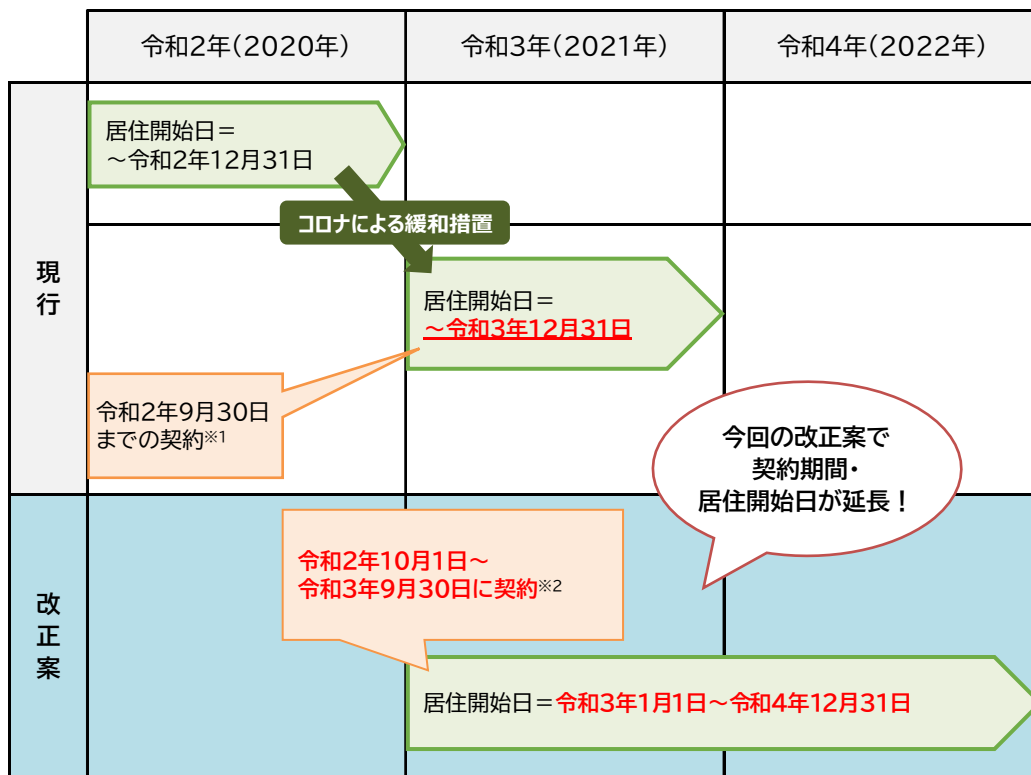 令和2年(2020年)
令和3年(2021年)
令和4年(2022年)
現行
居住開始日＝
～令和2年12月31日
コロナによる緩和措置
居住開始日＝
～令和3年12月31日
令和2年9月30日
までの契約※1
今回の改正案で
契約期間・
居住開始日が延長！
改正案
令和2年10月1日～
令和3年9月30日に契約※2
居住開始日＝令和3年1月1日～令和4年12月31日